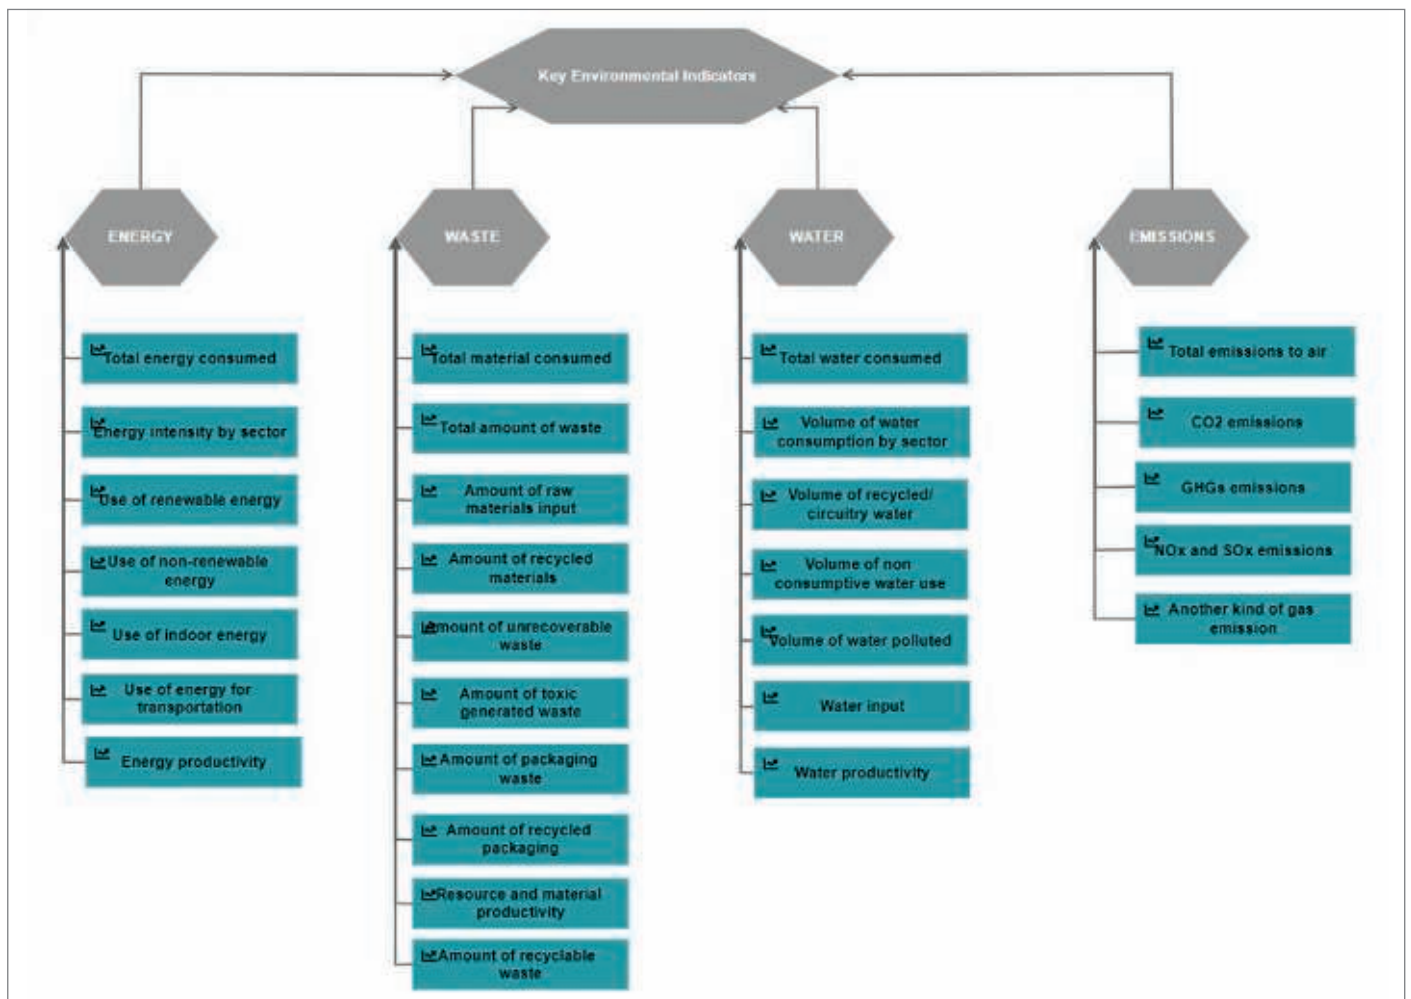 Key Environmental Indicators
ENERGY
WASTE
WATER
EMISSIONS
Total energy consumed
Energy intensity by sector
Use of renewable energy
Use of non-renewable
energy
Use of indoor energy
Use of energy for
transportation
Energy productivity
Total material consumed
Total amount of waste
Amount of raw
materials input
Amount of recycled
materials
Amount of unrecoverable
waste
Amount of toxic
generated waste
Amount of packaging
waste
Amount of recycled
packaging
Resource and material
productivity
Amount of recyclable
waste
Total water consumed
Volume of water
consumption by sector
Volume of recycled/
circuitry water
Volume of non
consumptive water use
Volume of water polluted
Water input
Water productivity
Total emissions to air
CO2 emissions
GHGs emissions
NOx and SOx emissions
Another kind of gas
emission